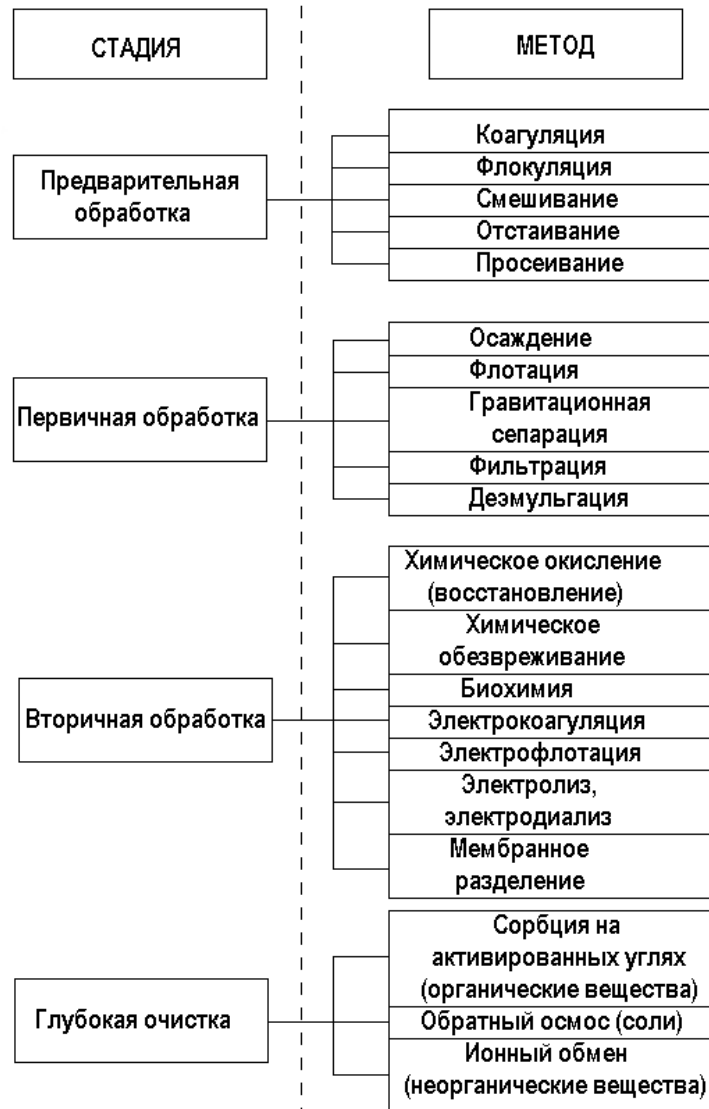 СТАДИЯ
МЕТОД
Предварительная
обработка
Коагуляция
Флокуляция
Смешивание
Отстаивание
Просеивание
Первичная обработка
Осаждение
Флотация
Гравитационная
сепарация
Фильтрация
Деэмульгация
Вторичная обработка
Химическое окисление
(восстановление)
Химическое
обезвреживание
Биохимия
Электрокоагуляция
Электрофлотация
Электролиз,
электродиализ
Мембранное
разделение
Глубокая очистка
Сорбция на
активированных углях
(органические вещества)
Обратный осмос (соли)
Ионный обмен
(неорганические вещества)